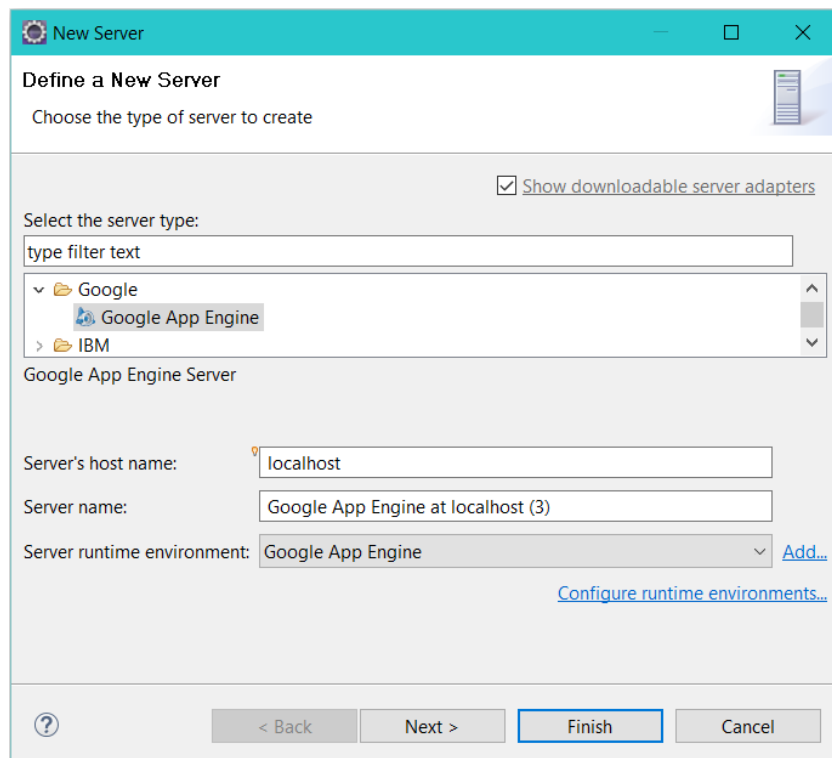 New Server
Define a New Server
Choose the type of server to create
Show downloadable server adapters
Select the server type:
type filter text
Google
Google App Engine
IBM
Google App Engine Server
Server's host name: localhost
Server name: Google App Engine at localhost (3)
Server runtime environment: Google App Engine Add...
Configure runtime environments...
? < Back Next > Finish Cancel